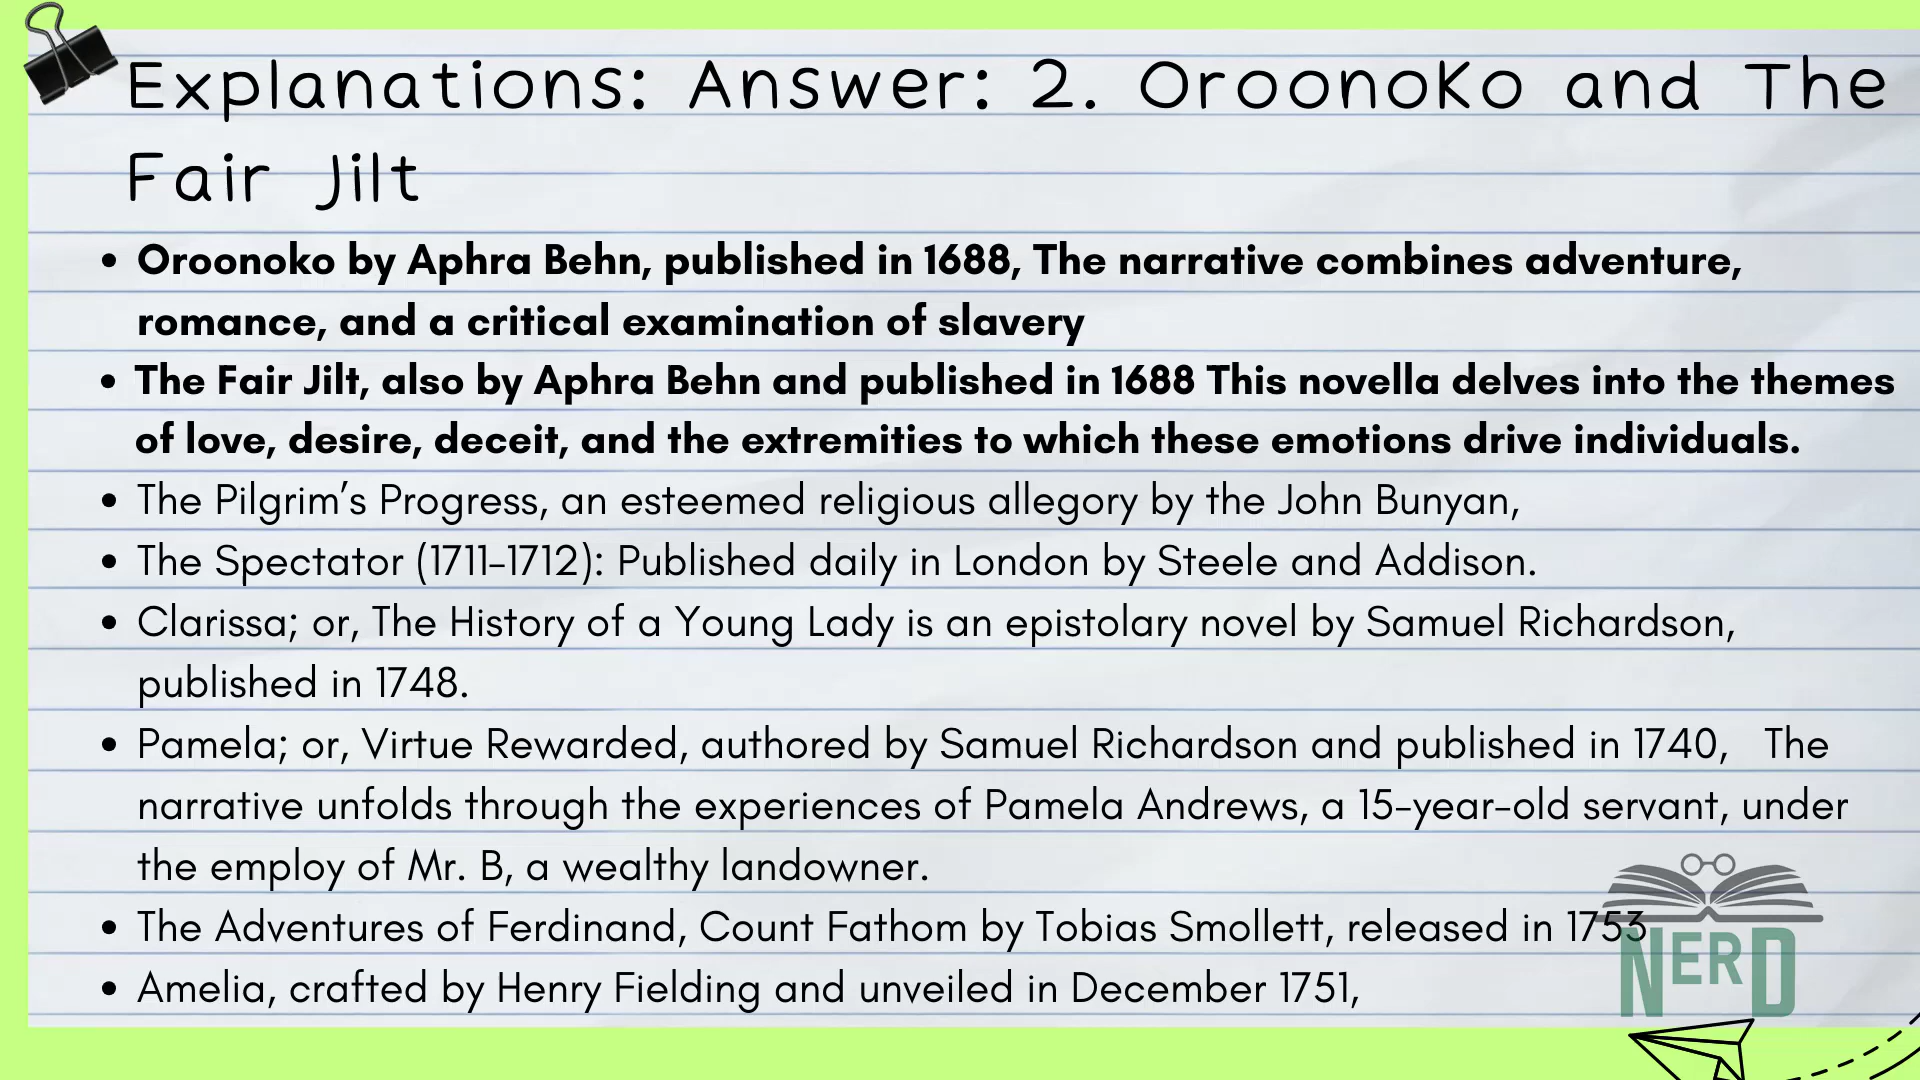 Explanations: Answer: 2. Oroonoko and The
Fair Jilt
• Oroonoko by Aphra Behn, published in 1688, The narrative combines adventure,
romance, and a critical examination of slavery
• The Fair Jilt, also by Aphra Behn and published in 1688 This novella delves into the themes
of love, desire, deceit, and the extremities to which these emotions drive individuals.
• The Pilgrim's Progress, an esteemed religious allegory by the John Bunyan,
• The Spectator (1711-1712): Published daily in London by Steele and Addison.
• Clarissa; or, The History of a Young Lady is an epistolary novel by Samuel Richardson,
published in 1748.
• Pamela; or, Virtue Rewarded, authored by Samuel Richardson and published in 1740, The
narrative unfolds through the experiences of Pamela Andrews, a 15-year-old servant, under
the employ of Mr. B, a wealthy landowner.
• The Adventures of Ferdinand, Count Fathom by Tobias Smollett, released in 1753
• Amelia, crafted by Henry Fielding and unveiled in December 1751,
NERD